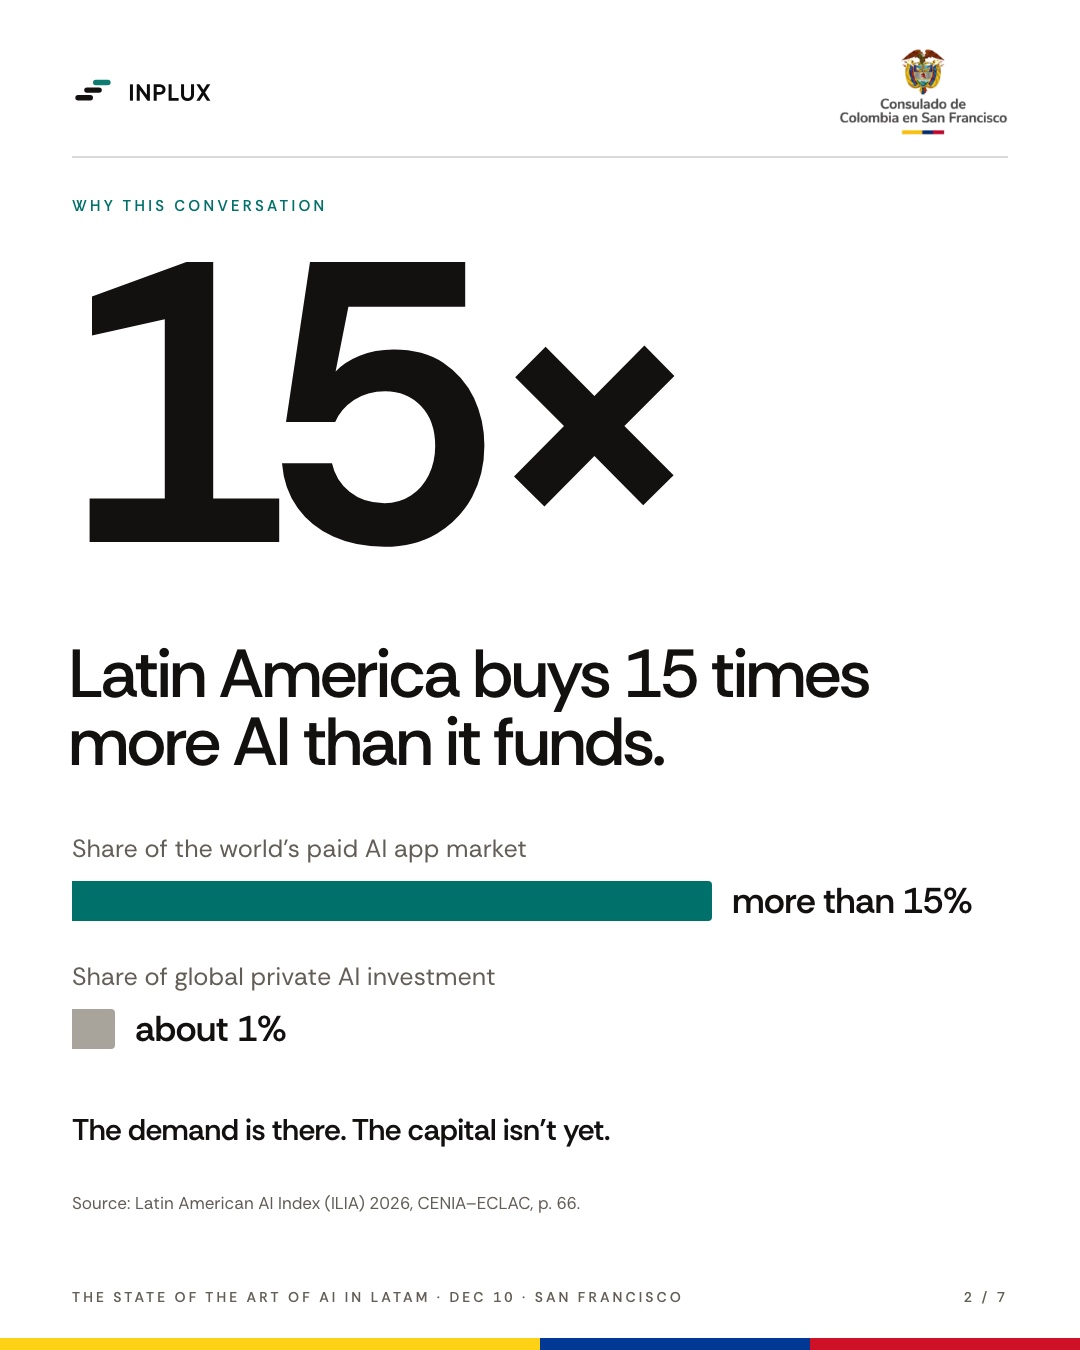 INPLUX
Consulado de
Colombia en San Francisco
WHY THIS CONVERSATION
15×
Latin America buys 15 times
more AI than it funds.
Share of the world’s paid AI app market
more than 15%
Share of global private AI investment
about 1%
The demand is there. The capital isn’t yet.
Source: Latin American AI Index (ILIA) 2026, CENIA–ECLAC, p. 66.
THE STATE OF THE ART OF AI IN LATAM · DEC 10 · SAN FRANCISCO
2 / 7